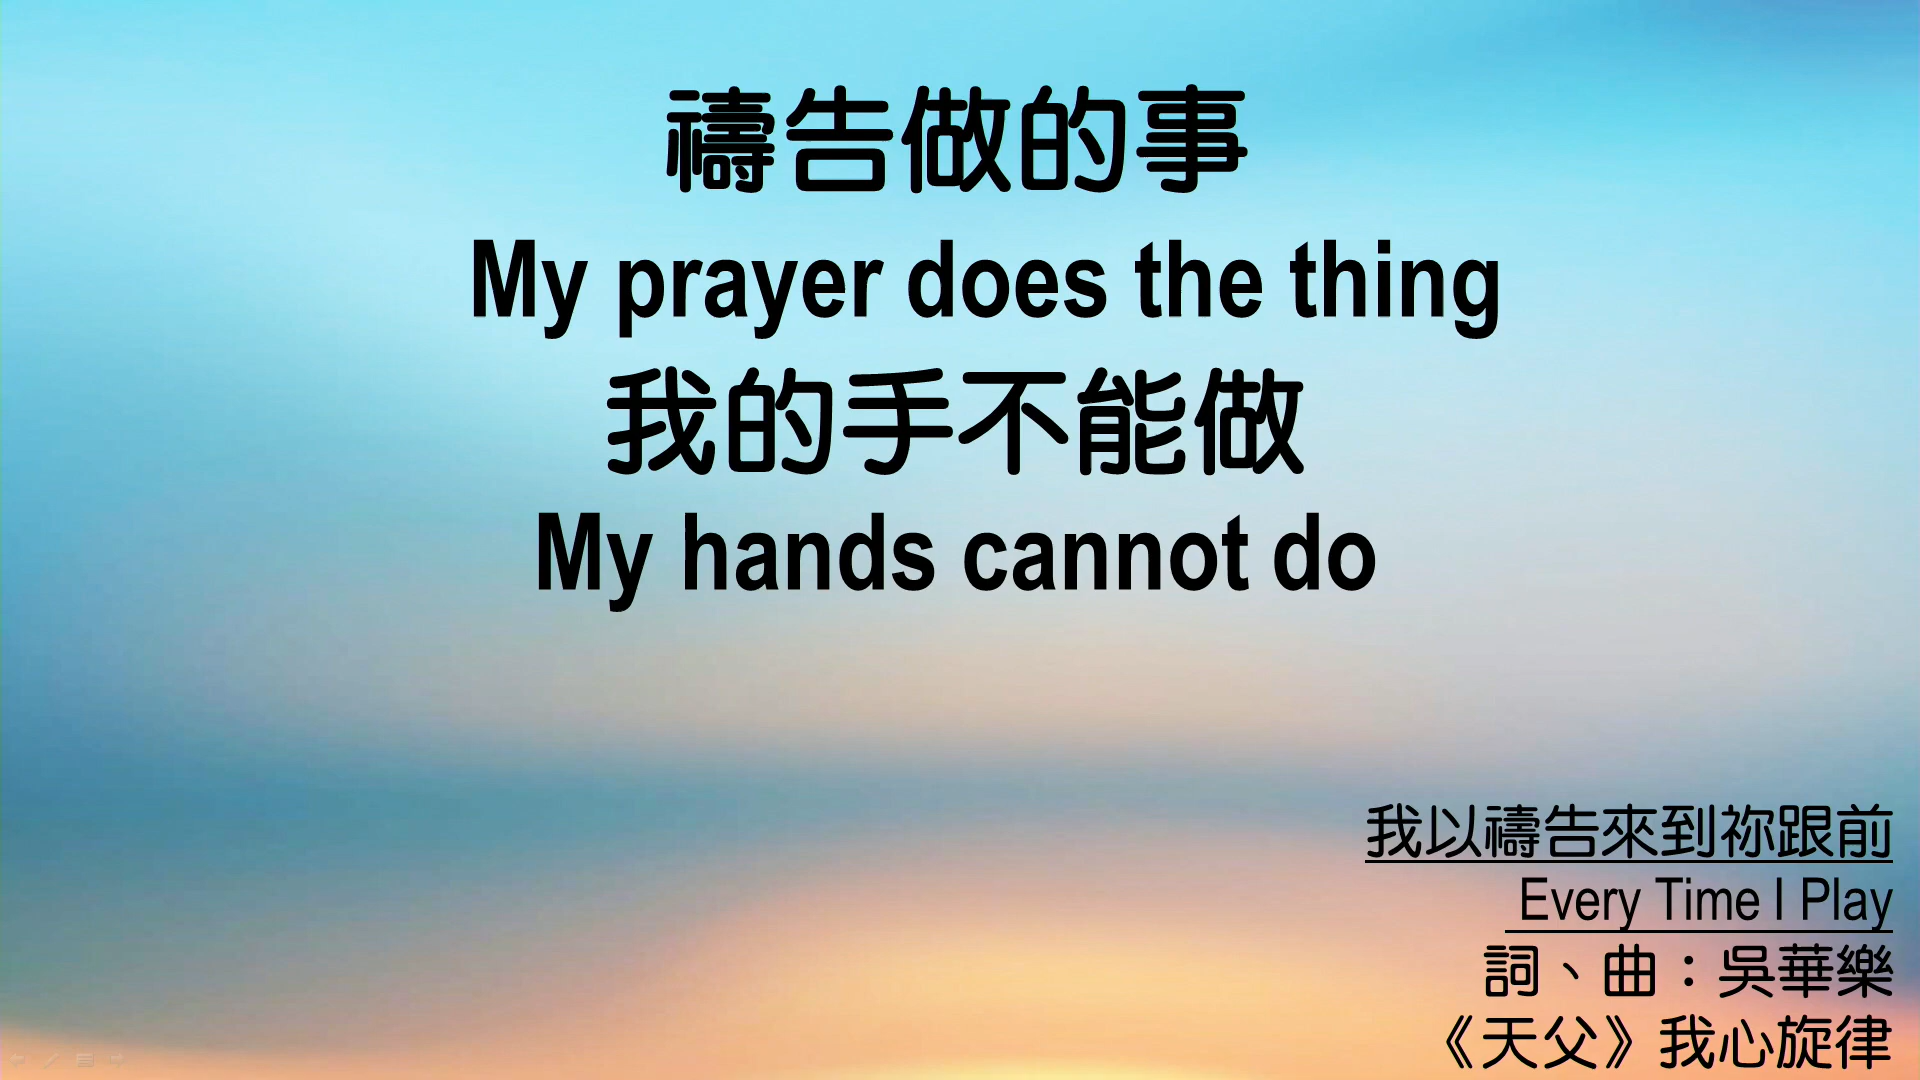 禱告做的事
My prayer does the thing
我的手不能做
My hands cannot do
我以禱告來到祢跟前
Every Time I Play
詞、曲：吳華樂
《天父》我心旋律